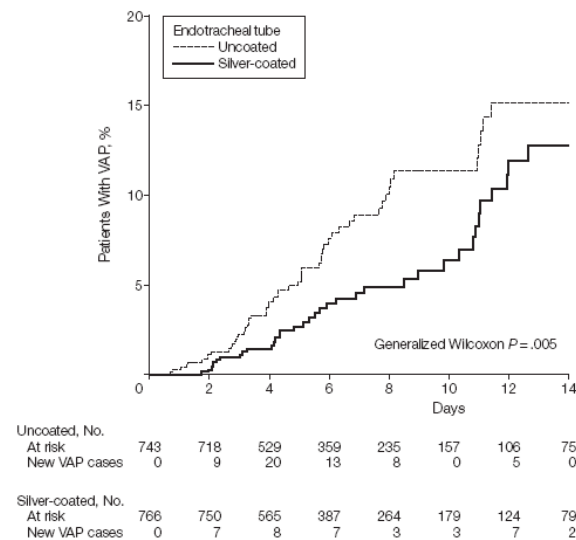 20
Endotracheal tube
Uncoated
Silver-coated
15
10
5
Patients With VAP, %
Generalized Wilcoxon P = .005
0 2 4 6 8 10 12 14
Days
Uncoated, No.
At risk 743 718 529 359 235 157 106 75
New VAP cases 0 9 20 13 8 0 5 0
Silver-coated, No.
At risk 766 750 565 387 264 179 124 79
New VAP cases 0 7 8 7 3 3 7 2